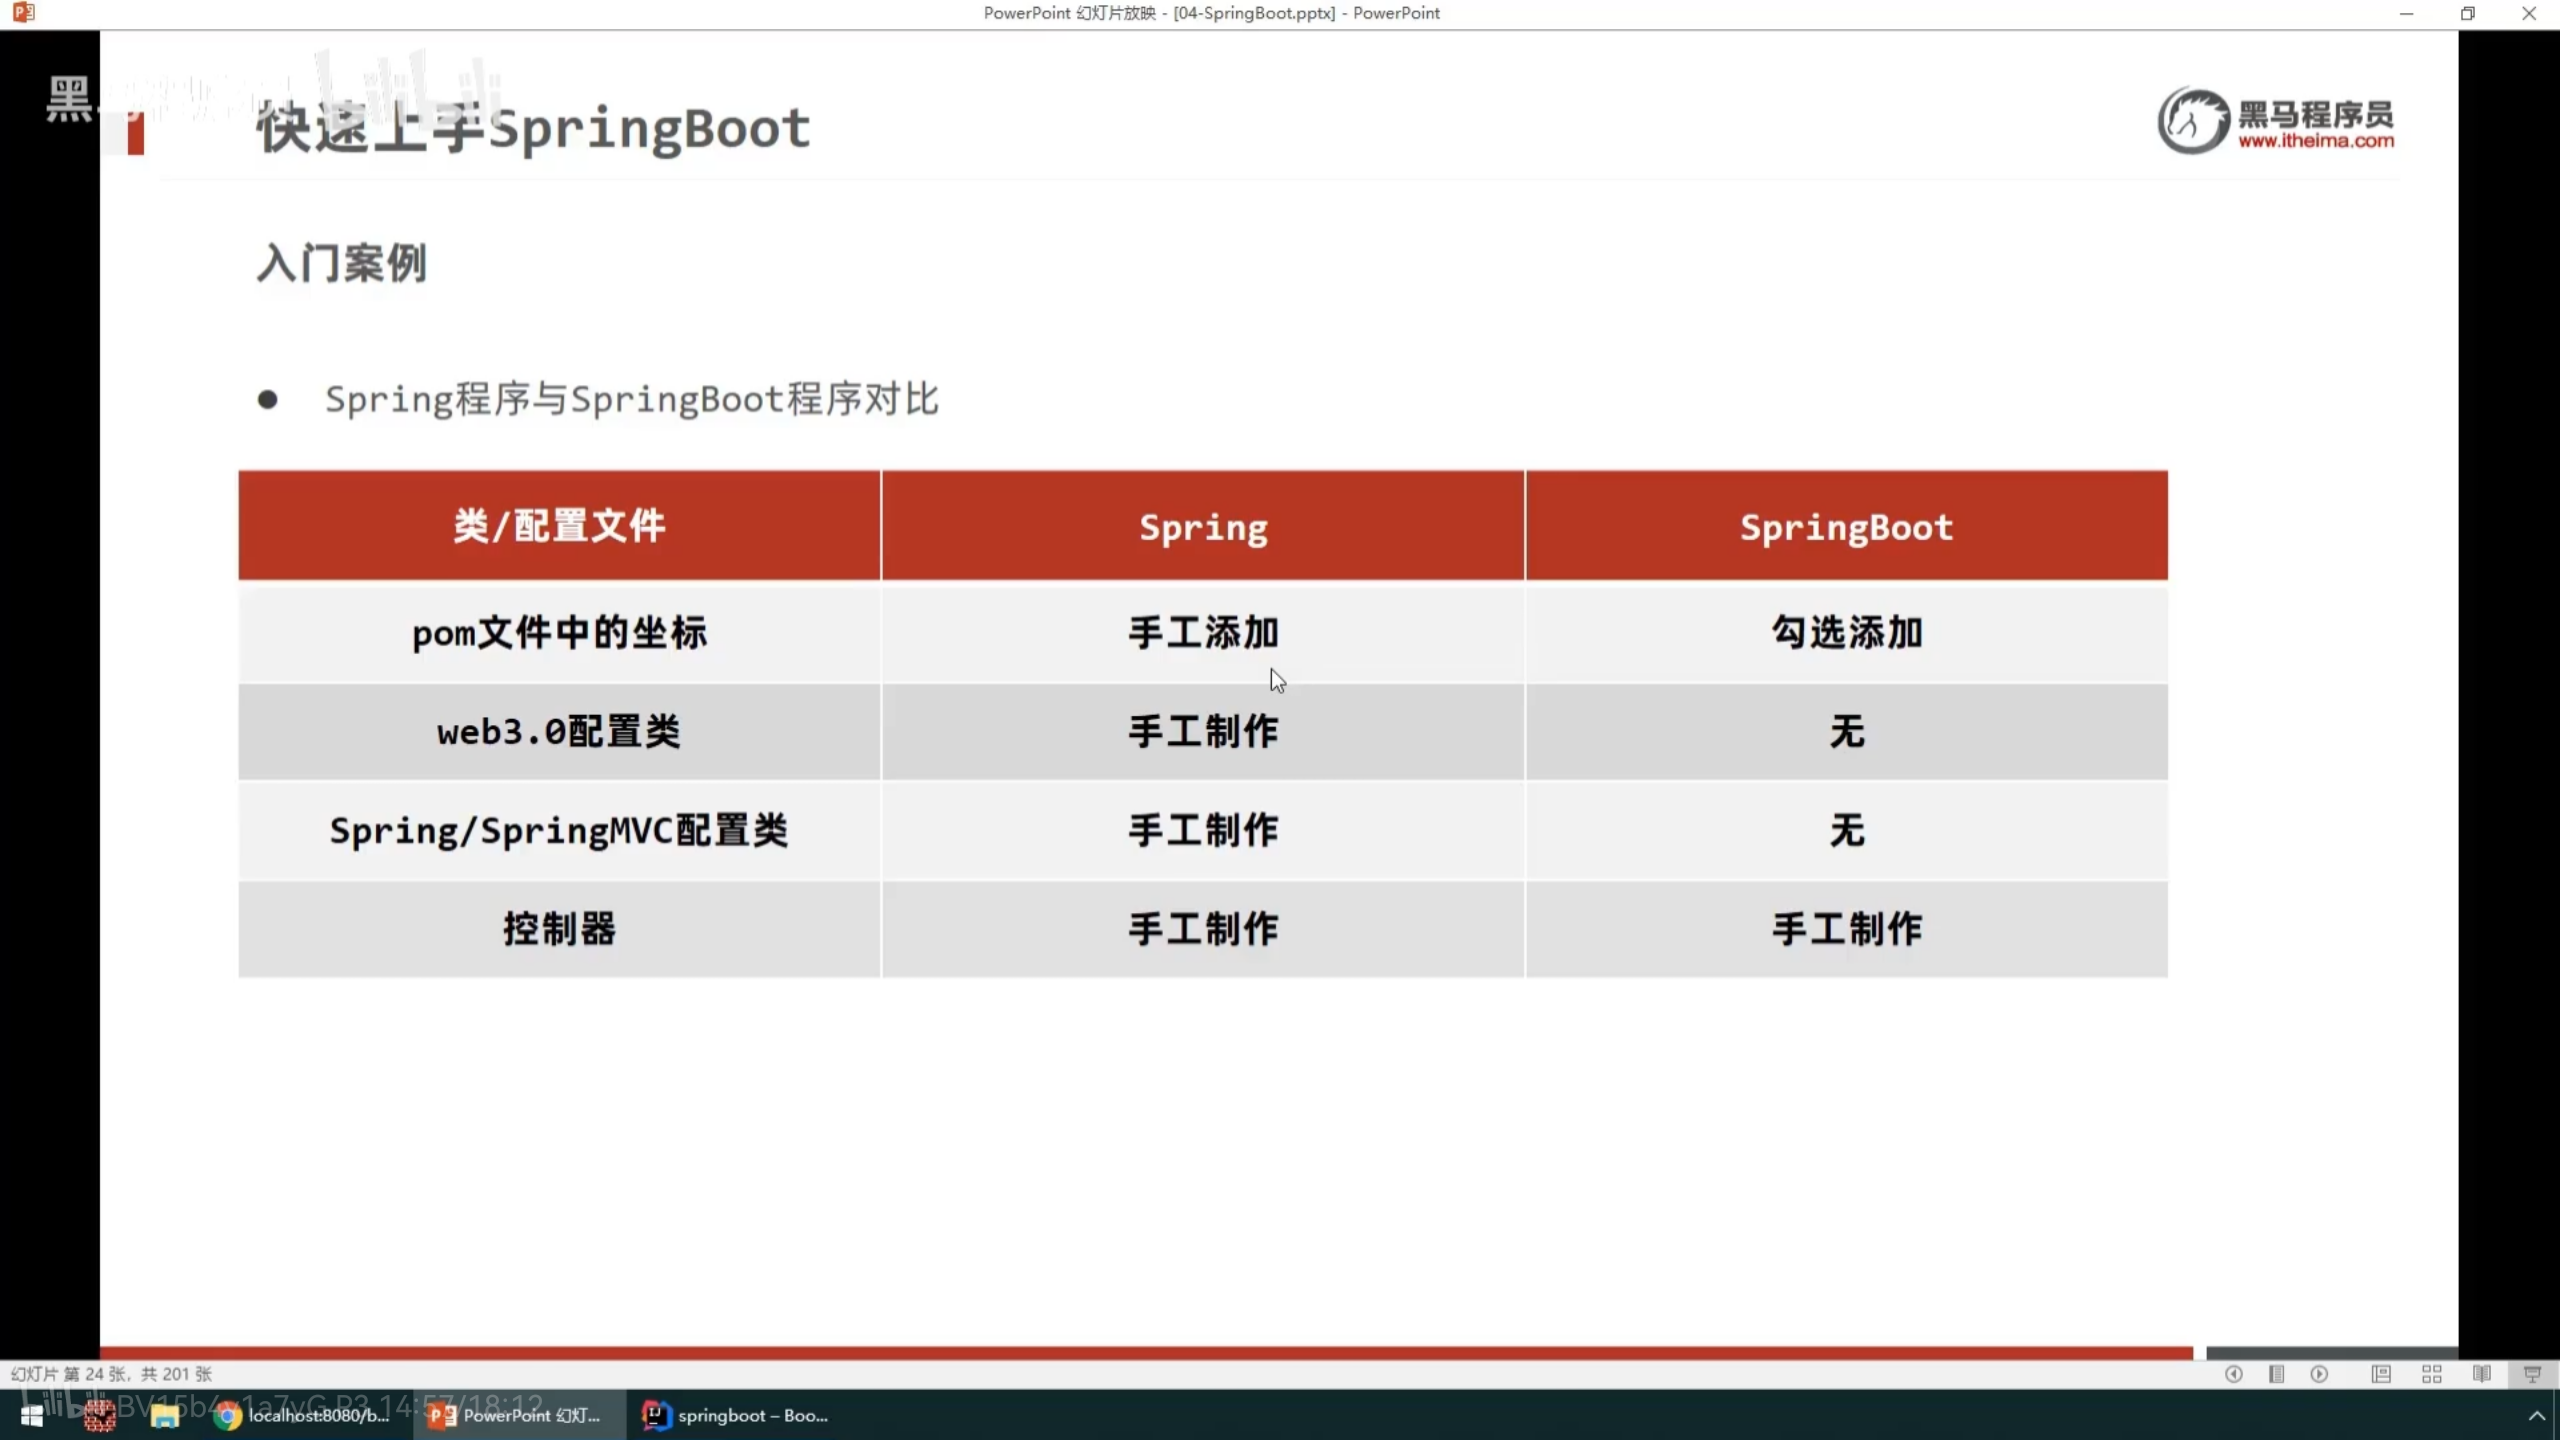 PowerPoint 幻灯片放映 - [04-SpringBoot.pptx] - PowerPoint
快速上手SpringBoot
黑马程序员
www.itheima.com
入门案例
● Spring程序与SpringBoot程序对比
类/配置文件 Spring SpringBoot
pom文件中的坐标 手工添加 勾选添加
web3.0配置类 手工制作 无
Spring/SpringMVC配置类 手工制作 无
控制器 手工制作 手工制作
幻灯片 第 24 张，共 201 张
localhost:8080/b... PowerPoint 幻灯... springboot – Boo...